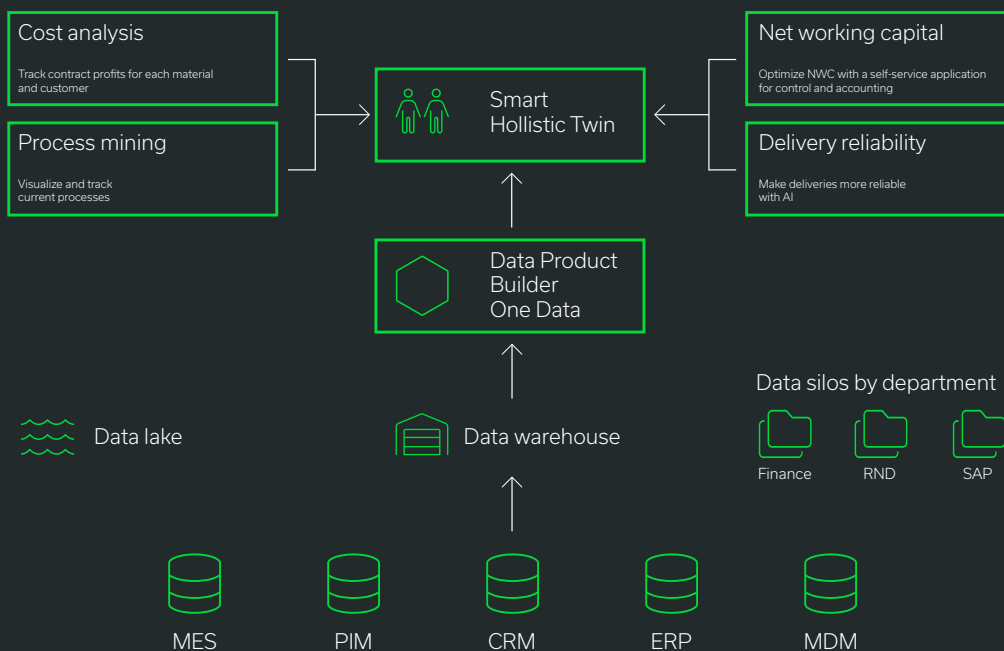 Cost analysis
Track contract profits for each material
and customer
Process mining
Visualize and track
current processes
Smart
Hollistic Twin
Net working capital
Optimize NWC with a self-service application
for control and accounting
Delivery reliability
Make deliveries more reliable
with AI
Data Product
Builder
One Data
Data lake
Data warehouse
Data silos by department
Finance
RND
SAP
MES
PIM
CRM
ERP
MDM